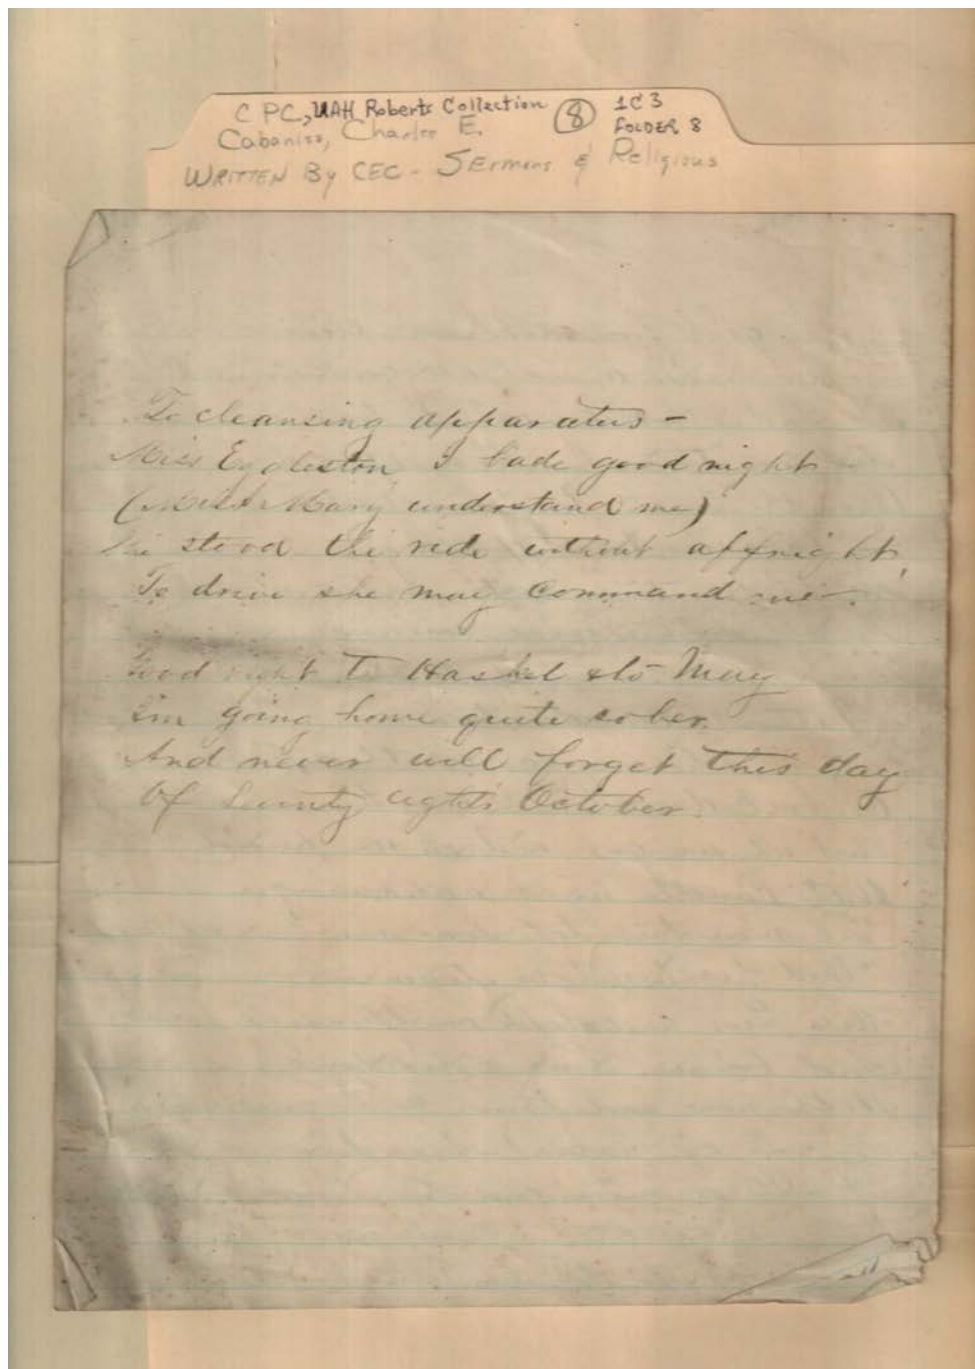 C PC, UAH Roberts Collection (8) 1C3
Cabaniss, Charles E. FOLDER 8
WRITTEN By CEC - SErmons & Religious
To cleansing apparatus -
Miss Eggleston I bade good night
(Miss Mary understand me)
She stood the ride without affright,
To drive she may command me.
Good night to Haskel & to May
I'm going home quite sober.
And never will forget this day
Of twenty eighth October.